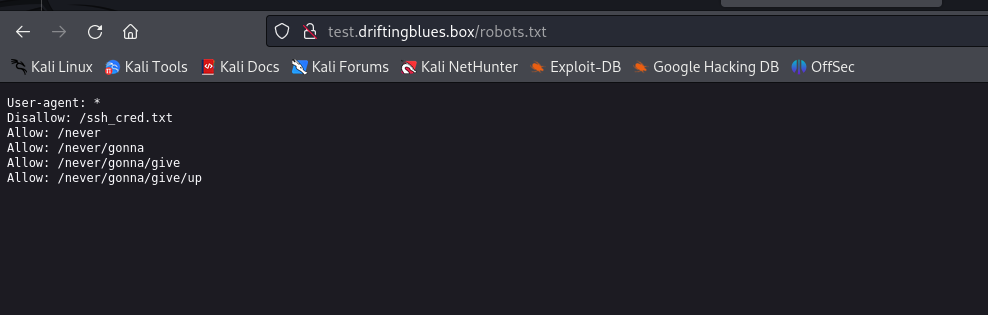 test.driftingblues.box/robots.txt
Kali Linux Kali Tools Kali Docs Kali Forums Kali NetHunter Exploit-DB Google Hacking DB OffSec
User-agent: *
Disallow: /ssh_cred.txt
Allow: /never
Allow: /never/gonna
Allow: /never/gonna/give
Allow: /never/gonna/give/up